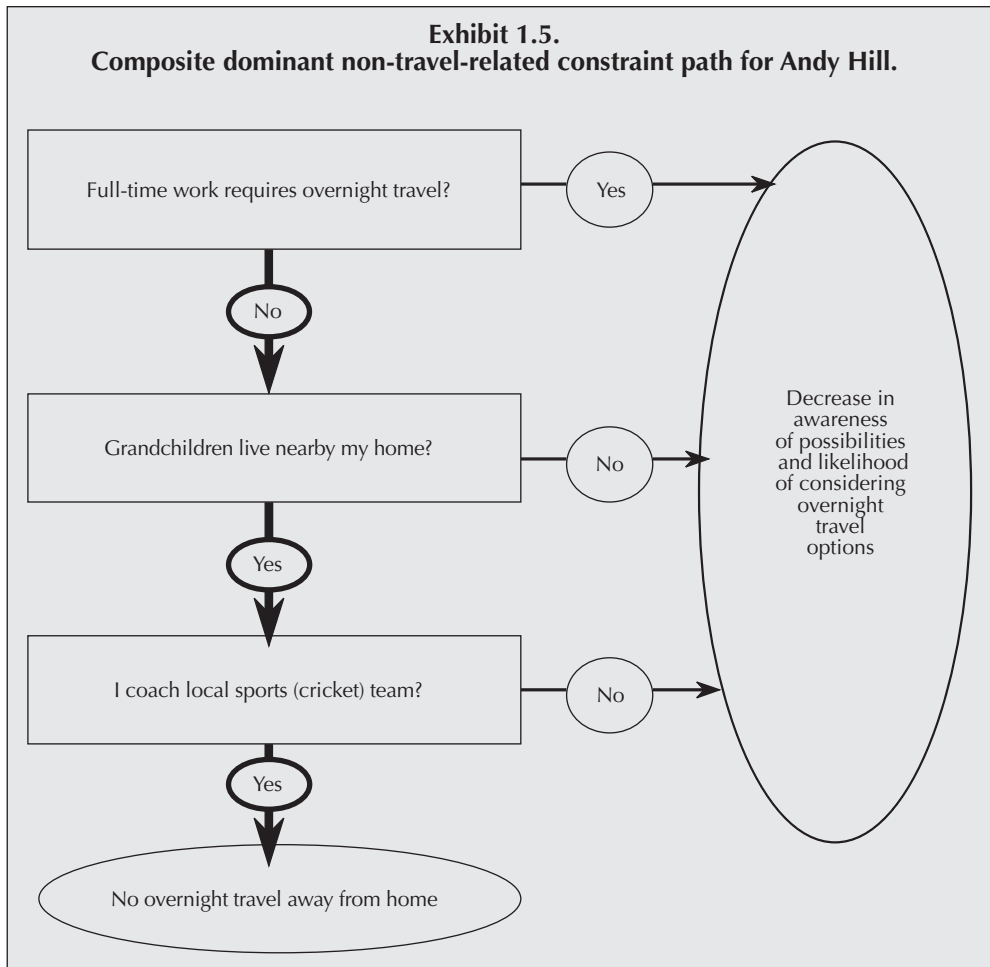 Exhibit 1.5.
Composite dominant non-travel-related constraint path for Andy Hill.
Full-time work requires overnight travel?
Yes
No
Grandchildren live nearby my home?
No
Decrease in
awareness
of possibilities
and likelihood
of considering
overnight
travel
options
Yes
I coach local sports (cricket) team?
No
Yes
No overnight travel away from home